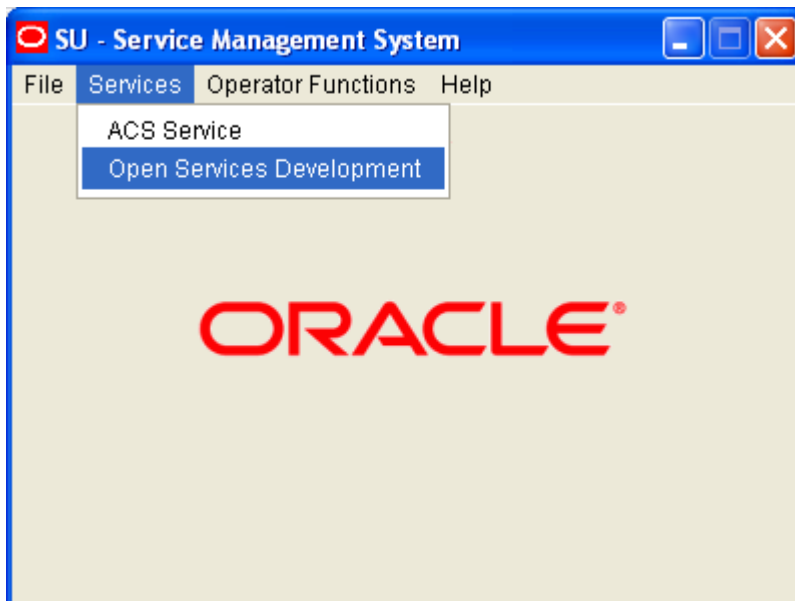 SU - Service Management System
File Services Operator Functions Help
ACS Service
Open Services Development
ORACLE®